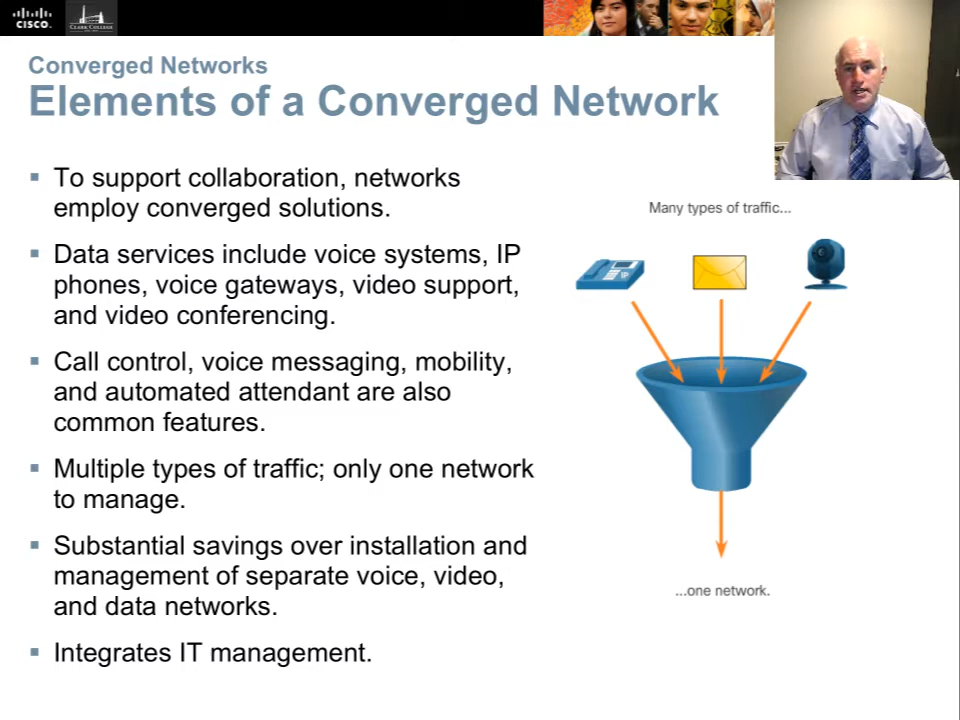 CISCO
CLARK COLLEGE
Converged Networks
Elements of a Converged Network
▪ To support collaboration, networks
employ converged solutions.
▪ Data services include voice systems, IP
phones, voice gateways, video support,
and video conferencing.
▪ Call control, voice messaging, mobility,
and automated attendant are also
common features.
▪ Multiple types of traffic; only one network
to manage.
▪ Substantial savings over installation and
management of separate voice, video,
and data networks.
▪ Integrates IT management.
Many types of traffic...
...one network.